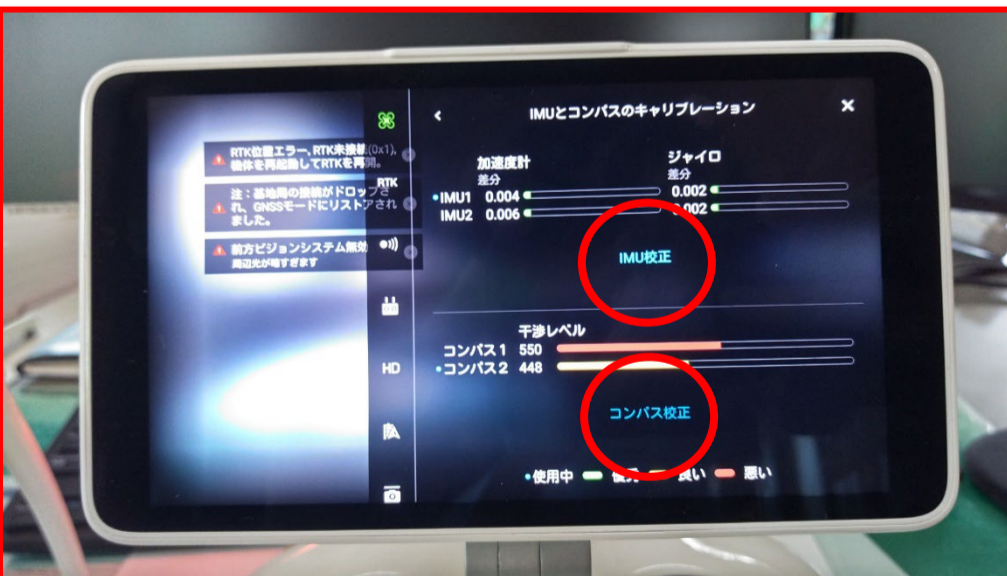 IMUとコンパスのキャリブレーション
RTK位置エラー、RTK未接続(0x1)。
機体を再起動してRTKを再開。
注：基地局の接続がドロップさ
れ、GNSSモードにリストアされ
ました。
前方ビジョンシステム無効
周辺光が暗すぎます
RTK
HD
加速度計
差分
IMU1 0.004
IMU2 0.006
ジャイロ
差分
0.002
0.002
IMU校正
干渉レベル
コンパス1 550
コンパス2 448
コンパス校正
使用中 優秀 良い 悪い